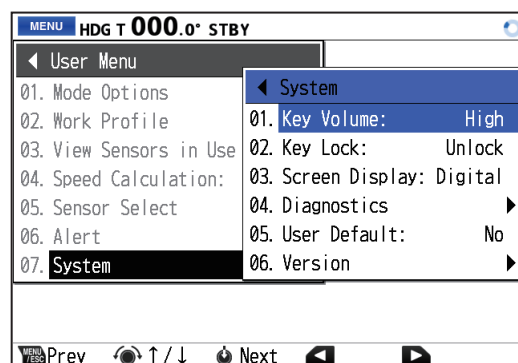 MENU HDG T 000.0° STBY
◀ User Menu
01. Mode Options
02. Work Profile
03. View Sensors in Use
04. Speed Calculation:
05. Sensor Select
06. Alert
07. System
◀ System
01. Key Volume: High
02. Key Lock: Unlock
03. Screen Display: Digital
04. Diagnostics ▶
05. User Default: No
06. Version ▶
MENU/ESC Prev ↑/↓ Next ◀ ▶